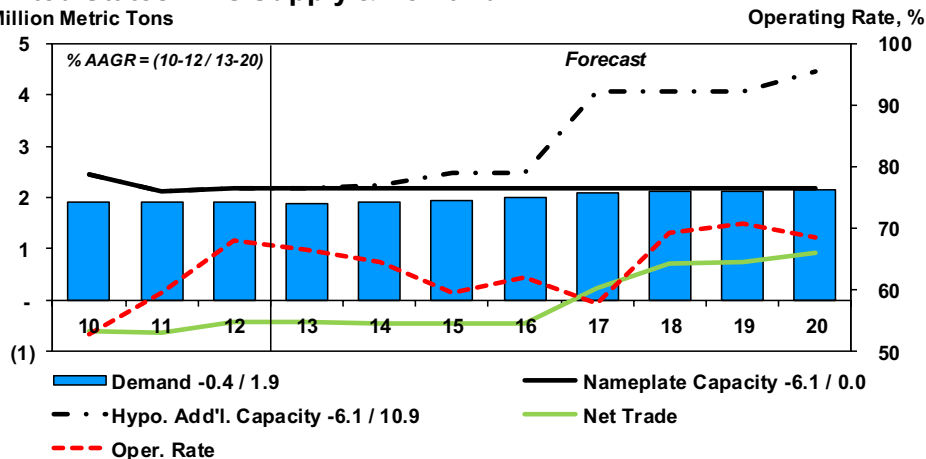 Million Metric Tons
Operating Rate, %
% AAGR = (10-12 / 13-20)
Forecast
5
4
3
2
1
-
(1)
100
90
80
70
60
50
10 11 12 13 14 15 16 17 18 19 20
Demand -0.4 / 1.9
Nameplate Capacity -6.1 / 0.0
Hypo. Add'l. Capacity -6.1 / 10.9
Net Trade
Oper. Rate